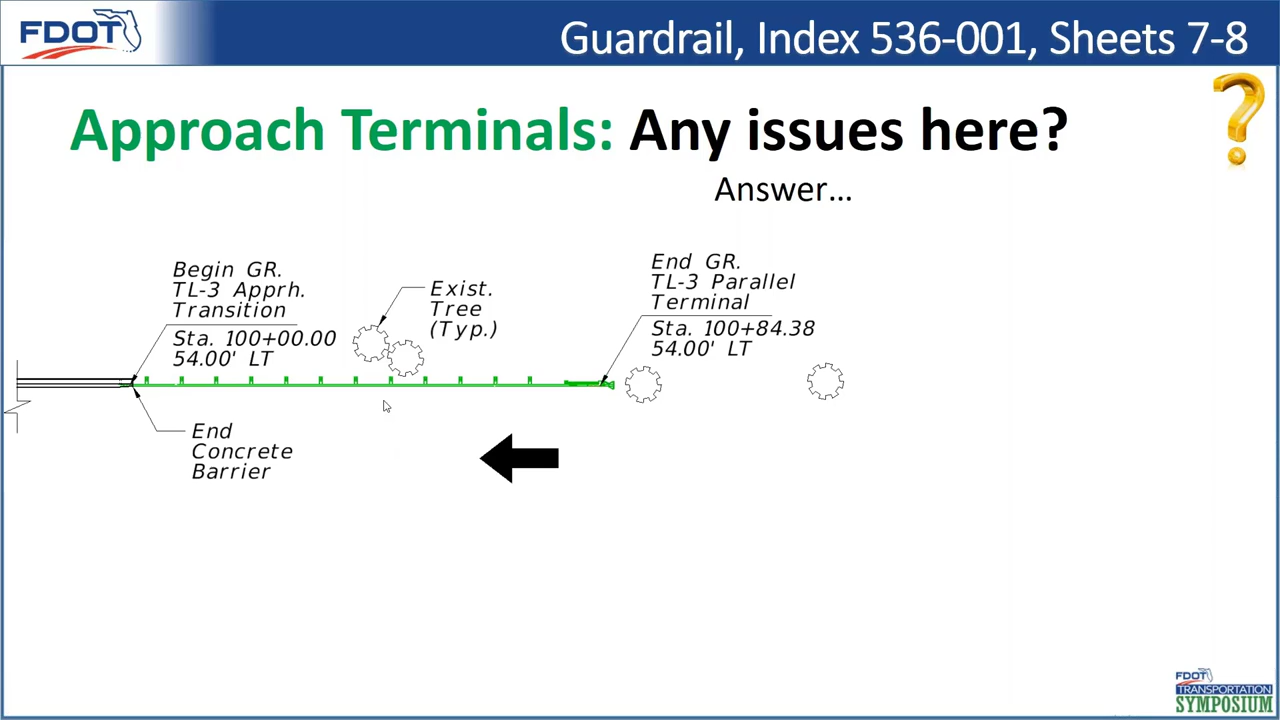 FDOT
Guardrail, Index 536-001, Sheets 7-8
Approach Terminals: Any issues here?
Answer...
Begin GR.
TL-3 Apprh.
Transition
Sta. 100+00.00
54.00' LT
Exist.
Tree
(Typ.)
End GR.
TL-3 Parallel
Terminal
Sta. 100+84.38
54.00' LT
End
Concrete
Barrier
FDOT
TRANSPORTATION
SYMPOSIUM